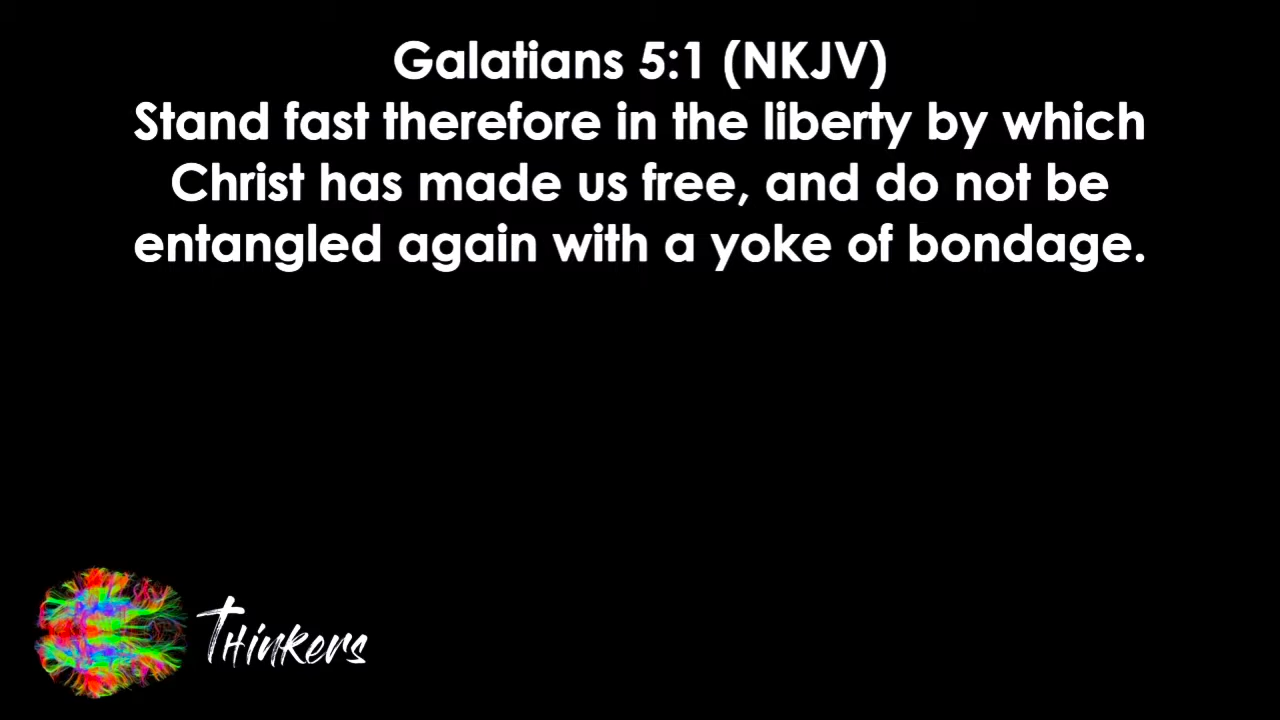 Galatians 5:1 (NKJV)
Stand fast therefore in the liberty by which
Christ has made us free, and do not be
entangled again with a yoke of bondage.
THinkers